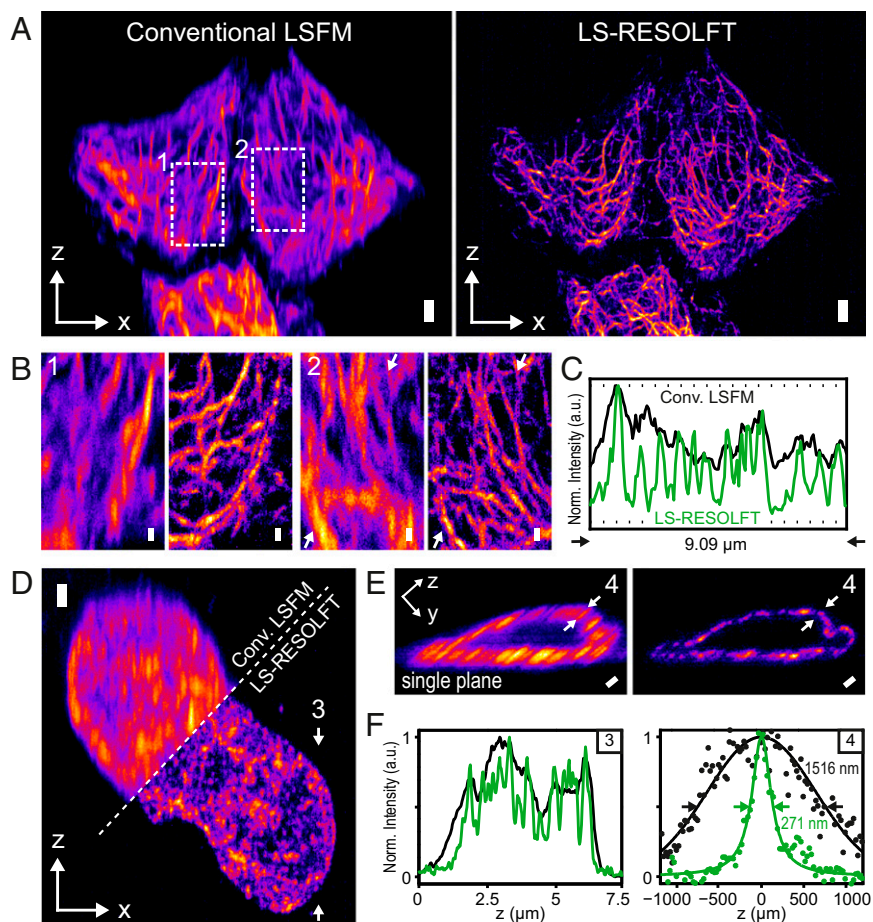 A
Conventional LSFM
LS-RESOLFT
1
2
z
x
z
x
B
1
2
C
Norm. Intensity (a.u.)
Conv. LSFM
LS-RESOLFT
9.09 µm
D
Conv. LSFM
LS-RESOLFT
3
z
x
E
z
y
4
single plane
4
F
Norm. Intensity (a.u.)
1
0
3
0 2.5 5 7.5
z (µm)
1
0
4
1516 nm
271 nm
−1000 −500 0 500 1000
z (µm)